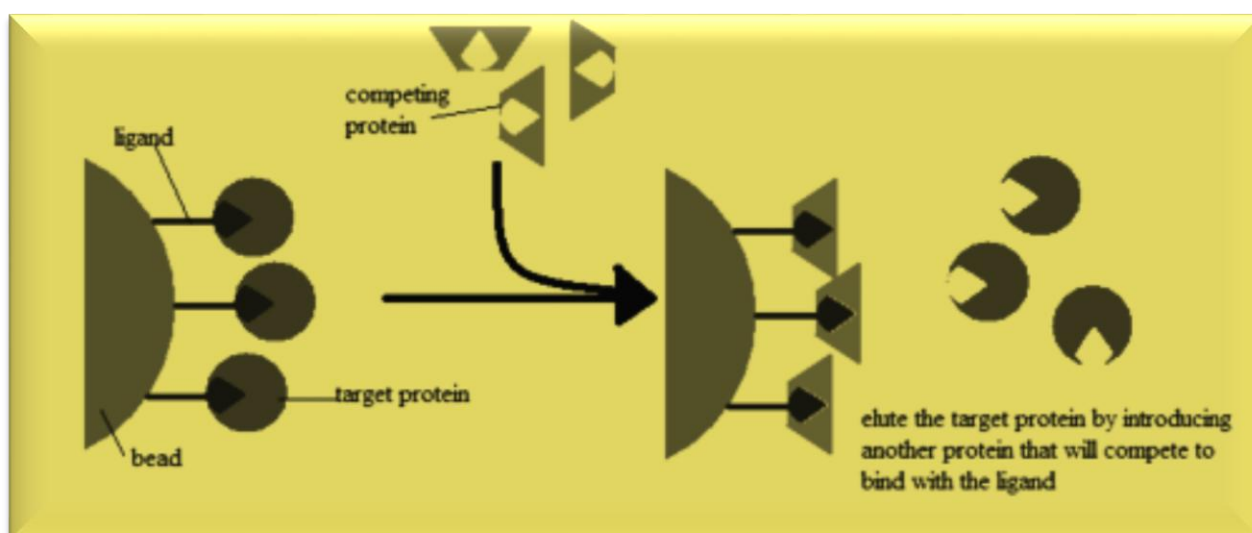 competing
protein
ligand
target protein
bead
elute the target protein by introducing
another protein that will compete to
bind with the ligand